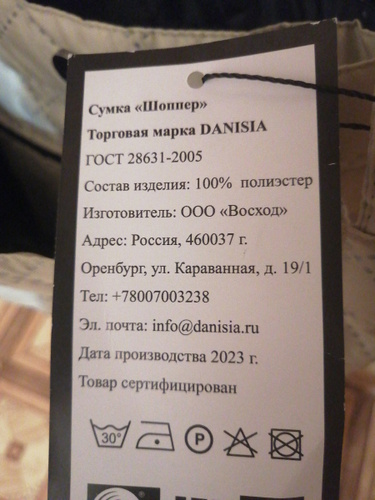 Сумка «Шоппер»
Торговая марка DANISIA
ГОСТ 28631-2005
Состав изделия: 100% полиэстер
Изготовитель: ООО «Восход»
Адрес: Россия, 460037 г.
Оренбург, ул. Караванная, д. 19/1
Тел: +78007003238
Эл. почта: info@danisia.ru
Дата производства 2023 г.
Товар сертифицирован
30° P